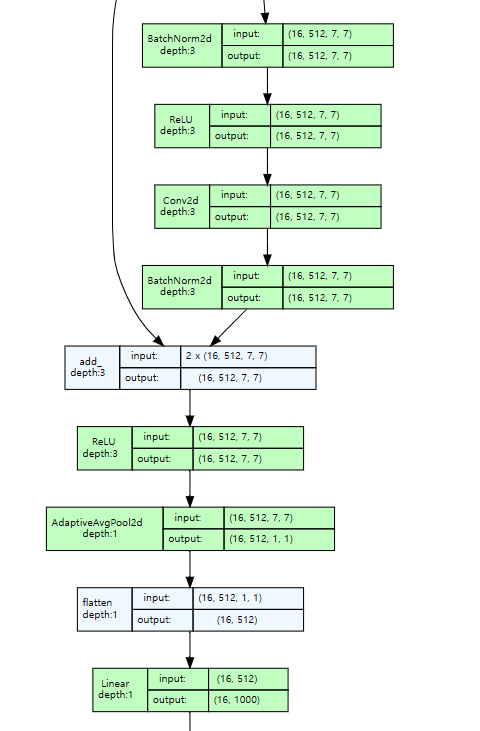 BatchNorm2d
depth:3
input:
(16, 512, 7, 7)
output:
(16, 512, 7, 7)
ReLU
depth:3
input:
(16, 512, 7, 7)
output:
(16, 512, 7, 7)
Conv2d
depth:3
input:
(16, 512, 7, 7)
output:
(16, 512, 7, 7)
BatchNorm2d
depth:3
input:
(16, 512, 7, 7)
output:
(16, 512, 7, 7)
add_
depth:3
input:
2 x (16, 512, 7, 7)
output:
(16, 512, 7, 7)
ReLU
depth:3
input:
(16, 512, 7, 7)
output:
(16, 512, 7, 7)
AdaptiveAvgPool2d
depth:1
input:
(16, 512, 7, 7)
output:
(16, 512, 1, 1)
flatten
depth:1
input:
(16, 512, 1, 1)
output:
(16, 512)
Linear
depth:1
input:
(16, 512)
output:
(16, 1000)